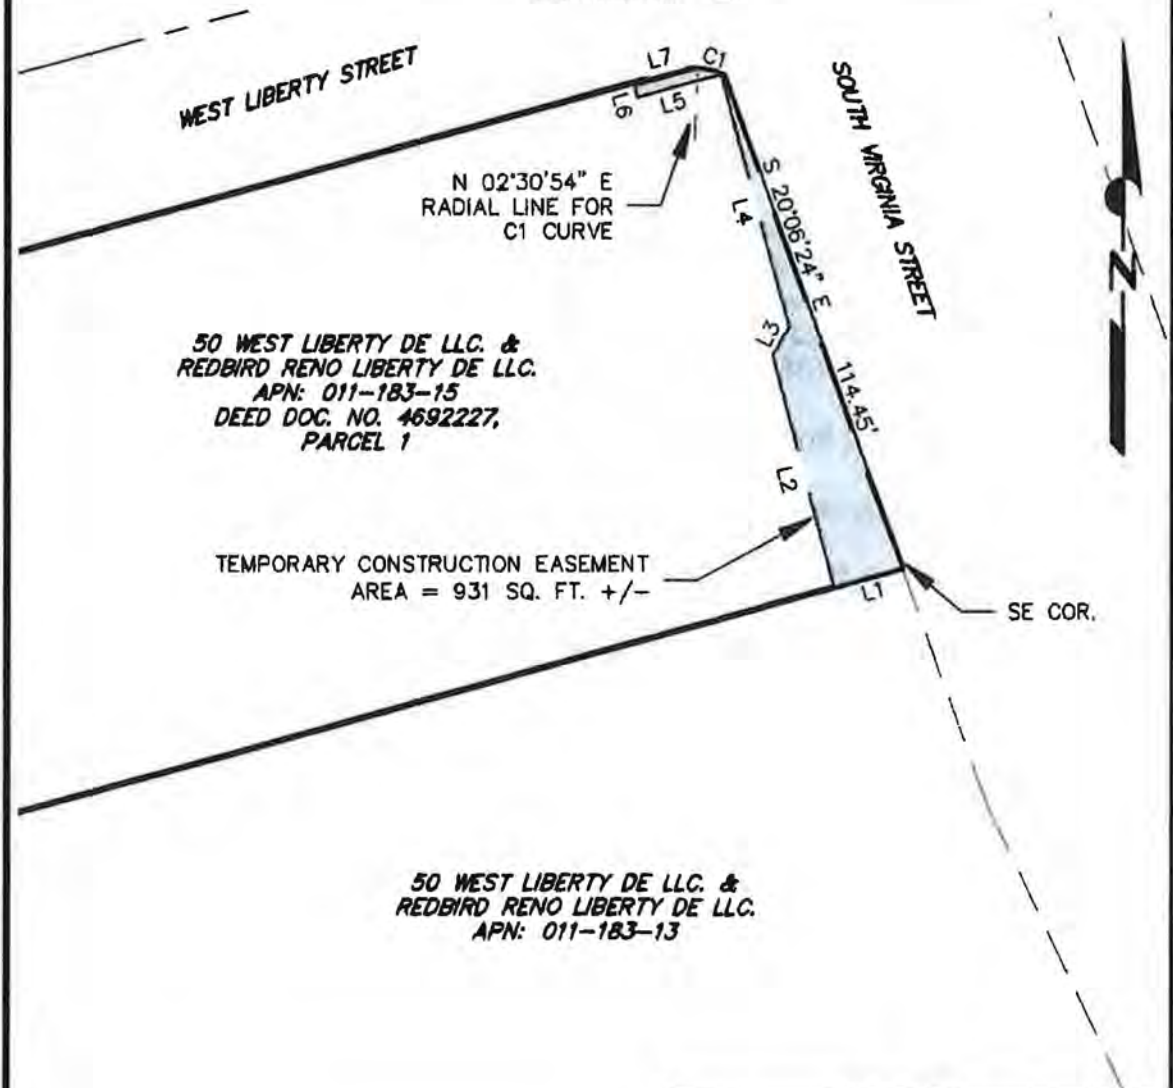 WEST LIBERTY STREET
L7
C1
L6
L5
SOUTH VIRGINIA STREET
N 02°30'54" E
RADIAL LINE FOR
C1 CURVE
S 20°06'24" E
114.45'
L4
L3
N
50 WEST LIBERTY DE LLC. &
REDBIRD RENO LIBERTY DE LLC.
APN: 011-183-15
DEED DOC. NO. 4692227,
PARCEL 1
L2
TEMPORARY CONSTRUCTION EASEMENT
AREA = 931 SQ. FT. +/-
L1
SE COR.
50 WEST LIBERTY DE LLC. &
REDBIRD RENO LIBERTY DE LLC.
APN: 011-183-13